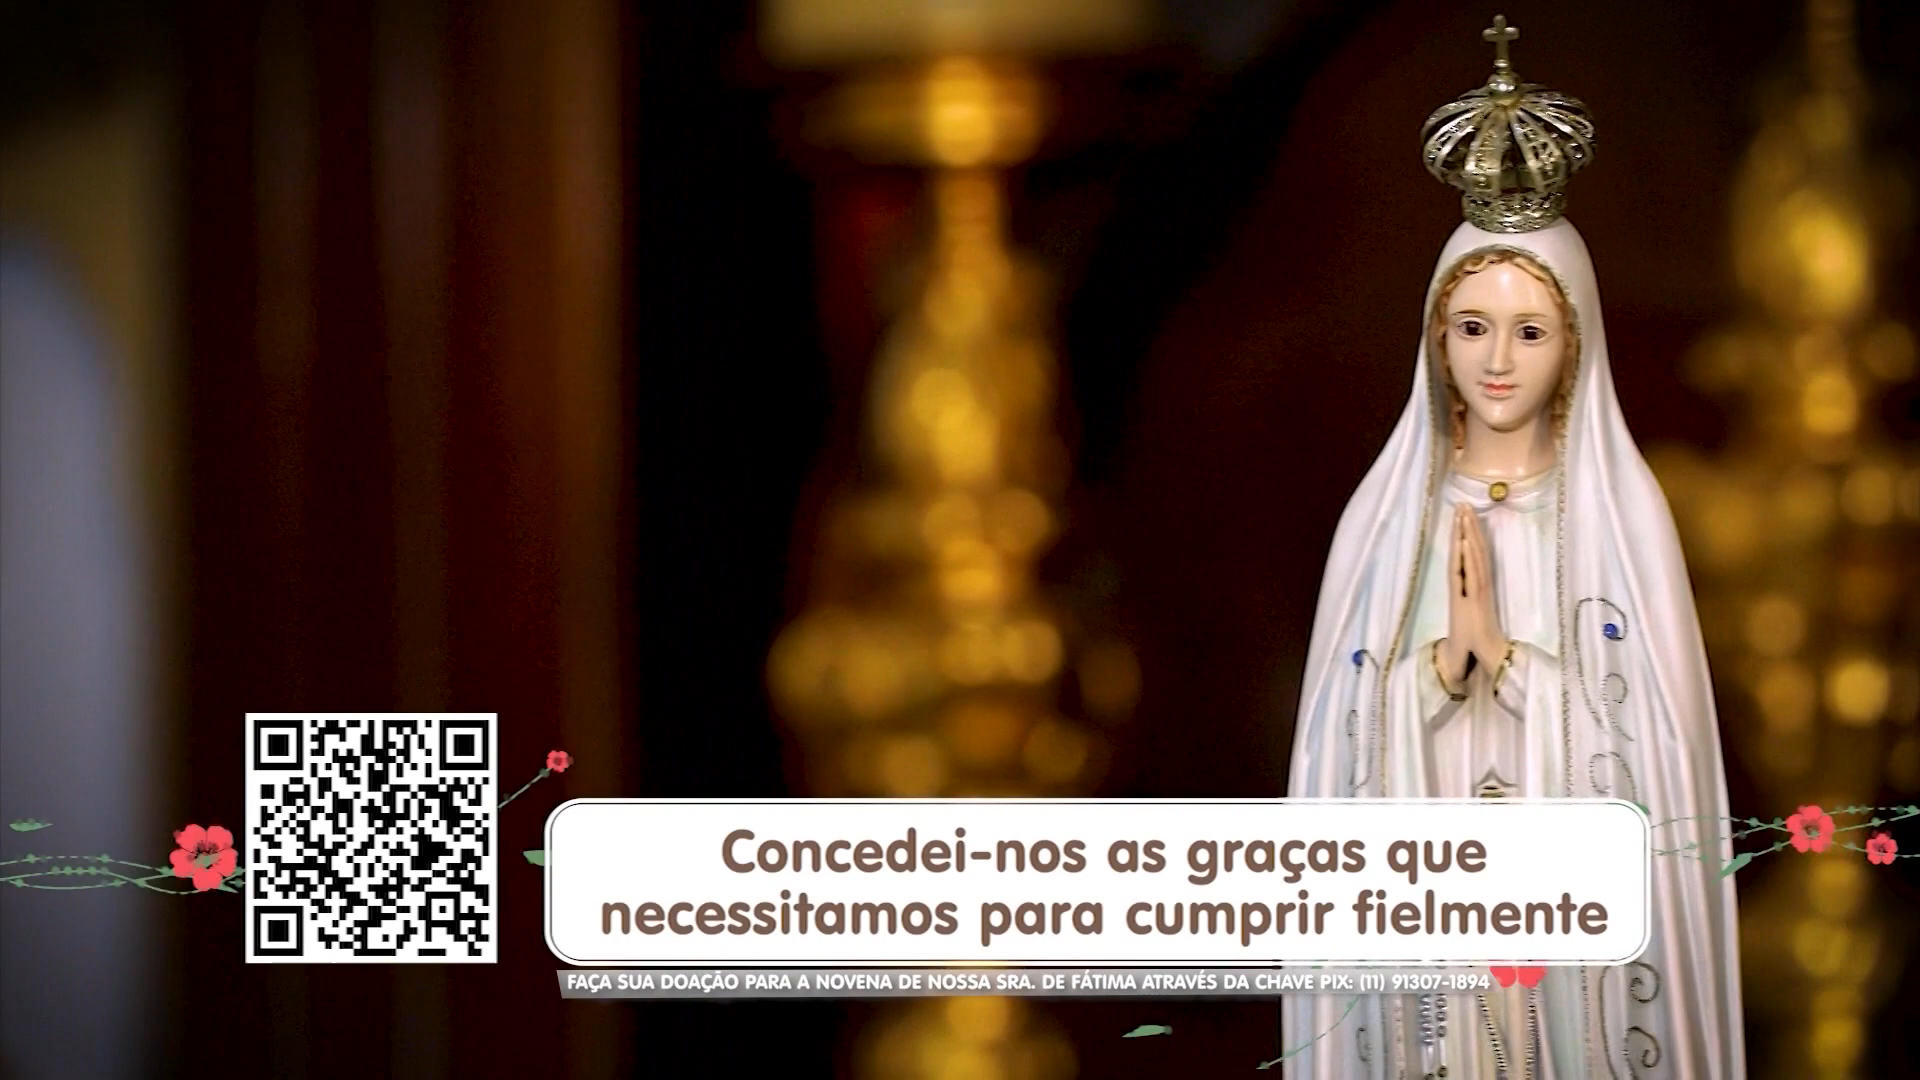 Concedei-nos as graças que
necessitamos para cumprir fielmente
FAÇA SUA DOAÇÃO PARA A NOVENA DE NOSSA SRA. DE FÁTIMA ATRAVÉS DA CHAVE PIX: (11) 91307-1894